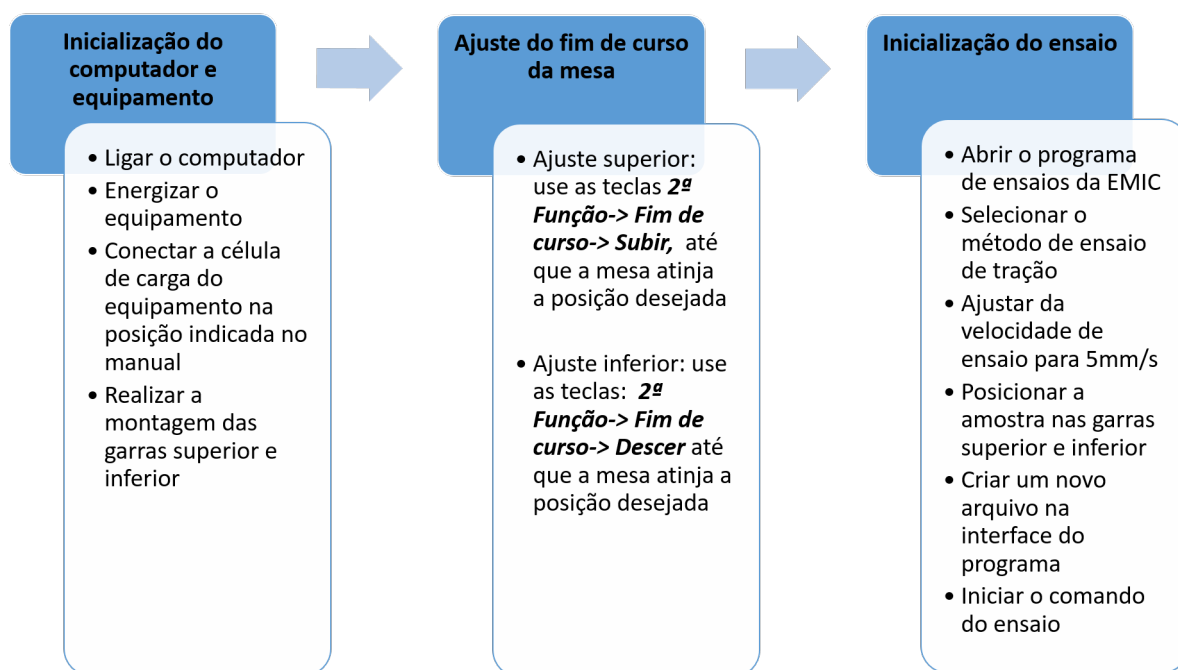 Inicialização do
computador e
equipamento
• Ligar o computador
• Energizar o
equipamento
• Conectar a célula
de carga do
equipamento na
posição indicada no
manual
• Realizar a
montagem das
garras superior e
inferior
Ajuste do fim de curso
da mesa
• Ajuste superior:
use as teclas 2ª
Função-> Fim de
curso-> Subir, até
que a mesa atinja
a posição desejada
• Ajuste inferior: use
as teclas: 2ª
Função-> Fim de
curso-> Descer até
que a mesa atinja a
posição desejada
Inicialização do ensaio
• Abrir o programa
de ensaios da EMIC
• Selecionar o
método de ensaio
de tração
• Ajustar da
velocidade de
ensaio para 5mm/s
• Posicionar a
amostra nas garras
superior e inferior
• Criar um novo
arquivo na
interface do
programa
• Iniciar o comando
do ensaio